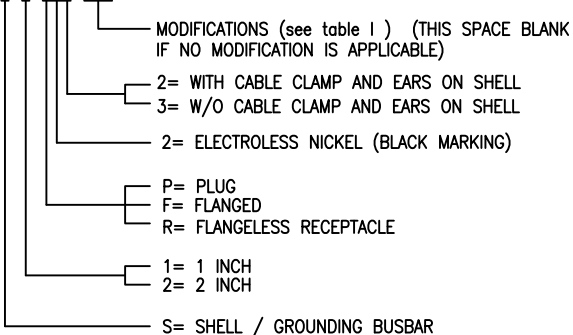 MODIFICATIONS (see table I ) (THIS SPACE BLANK
IF NO MODIFICATION IS APPLICABLE)
2= WITH CABLE CLAMP AND EARS ON SHELL
3= W/O CABLE CLAMP AND EARS ON SHELL
2= ELECTROLESS NICKEL (BLACK MARKING)
P= PLUG
F= FLANGED
R= FLANGELESS RECEPTACLE
1= 1 INCH
2= 2 INCH
S= SHELL / GROUNDING BUSBAR